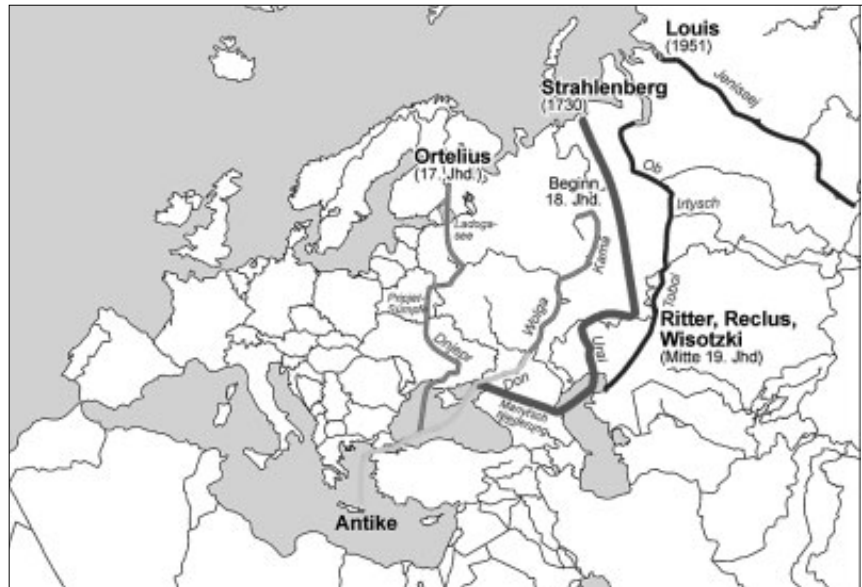 Louis
(1951)
Jenissej
Strahlenberg
(1730)
Ortelius
(17. Jhd.)
Ob
Beginn
18. Jhd.
Irtysch
Ladoga-
see
Kama
Tobol
Pripjet-
Sümpfe
Wolga
Ritter, Reclus,
Wisotzki
(Mitte 19. Jhd)
Dnjepr
Ural
Don
Manytsch
niederung
Antike